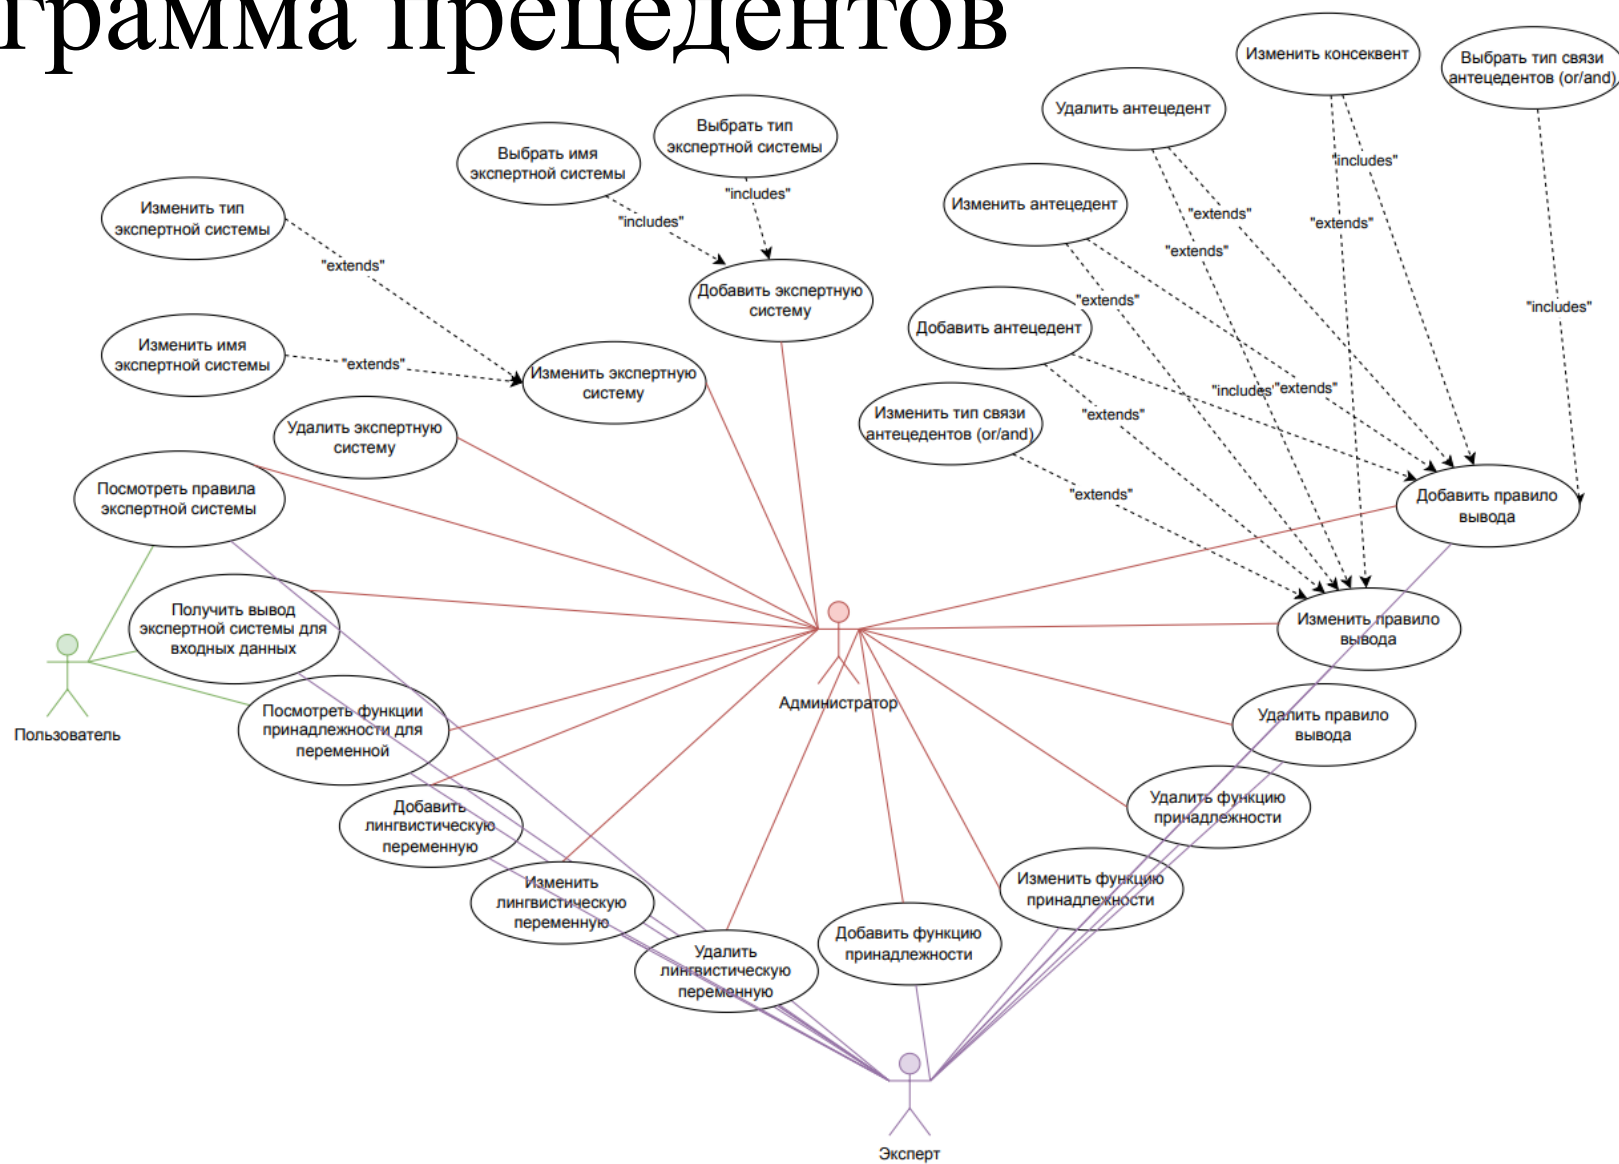 грамма прецедентов
Изменить консеквент
Выбрать тип связи
антецедентов (or/and)
Удалить антецедент
Выбрать тип
экспертной системы
Выбрать имя
экспертной системы
"includes"
"includes"
Изменить тип
экспертной системы
"includes"
Изменить антецедент
"extends"
"extends"
"extends"
"extends"
Добавить экспертную
систему
"extends"
"includes"
Добавить антецедент
Изменить имя
экспертной системы
"extends"
Изменить экспертную
систему
"includes"
"extends"
Изменить тип связи
антецедентов (or/and)
"extends"
Удалить экспертную
систему
Посмотреть правила
экспертной системы
"extends"
Добавить правило
вывода
Получить вывод
экспертной системы для
входных данных
Изменить правило
вывода
Администратор
Пользователь
Посмотреть функции
принадлежности для
переменной
Удалить правило
вывода
Добавить
лингвистическую
переменную
Удалить функцию
принадлежности
Изменить
лингвистическую
переменную
Изменить функцию
принадлежности
Удалить
лингвистическую
переменную
Добавить функцию
принадлежности
Эксперт